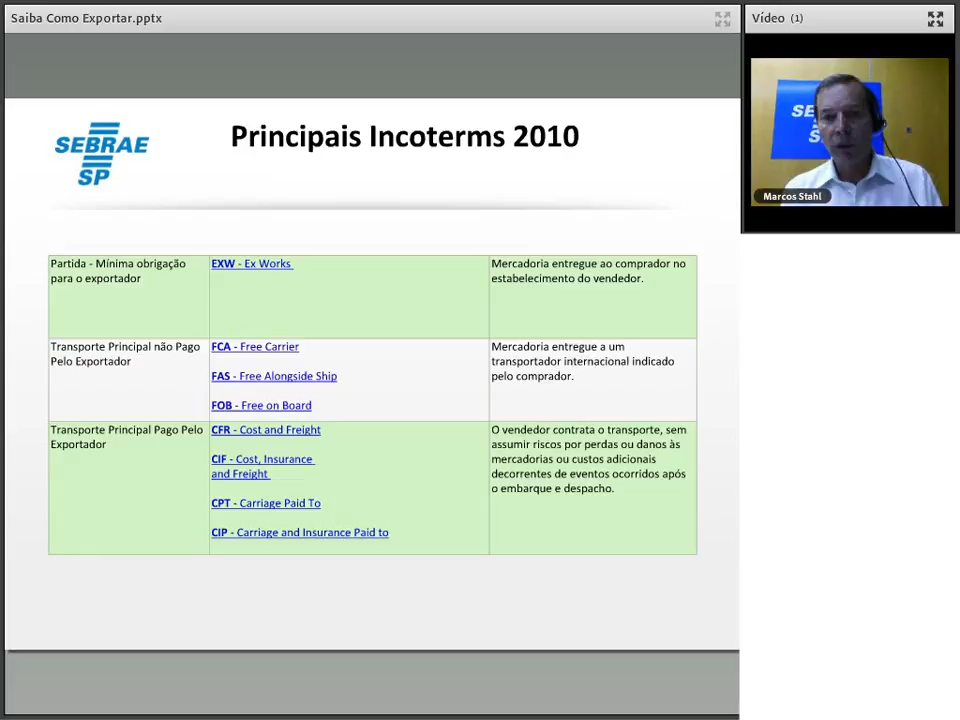 Saiba Como Exportar.pptx
Vídeo (1)
SEBRAE
SP
Principais Incoterms 2010
Marcos Stahl
Partida - Mínima obrigação
para o exportador
EXW - Ex Works
Mercadoria entregue ao comprador no
estabelecimento do vendedor.
Transporte Principal não Pago
Pelo Exportador
FCA - Free Carrier
FAS - Free Alongside Ship
FOB - Free on Board
Mercadoria entregue a um
transportador internacional indicado
pelo comprador.
Transporte Principal Pago Pelo
Exportador
CFR - Cost and Freight
CIF - Cost, Insurance
and Freight
CPT - Carriage Paid To
CIP - Carriage and Insurance Paid to
O vendedor contrata o transporte, sem
assumir riscos por perdas ou danos às
mercadorias ou custos adicionais
decorrentes de eventos ocorridos após
o embarque e despacho.